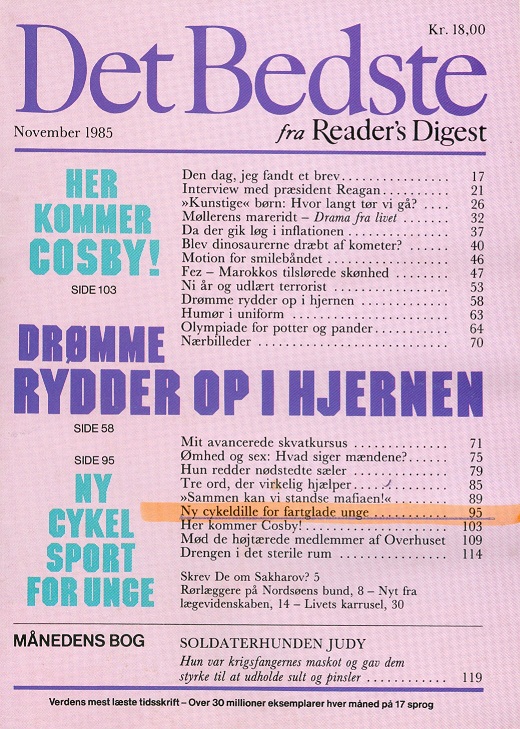 Kr. 18,00
Det Bedste
November 1985
fra Reader's Digest
HER
KOMMER
COSBY!
SIDE 103
Den dag, jeg fandt et brev................ 17
Interview med præsident Reagan......... 21
»Kunstige« børn: Hvor langt tør vi gå? .. 26
Møllerens mareridt – Drama fra livet ...... 32
Da der gik løg i inflationen .............. 37
Blev dinosaurerne dræbt af kometer? .... 40
Motion for smilebåndet ................. 46
Fez – Marokkos tilslørede skønhed ...... 47
Ni år og udlært terrorist ................ 53
Drømme rydder op i hjernen ............ 58
Humør i uniform ...................... 63
Olympiade for potter og pander.......... 64
Nærbilleder .......................... 70
DRØMME
RYDDER OP I HJERNEN
SIDE 58
SIDE 95
NY
CYKEL
SPORT
FOR UNGE
Mit avancerede skvatkursus ............. 71
Ømhed og sex: Hvad siger mændene?.... 75
Hun redder nødstedte sæler ............. 79
Tre ord, der virkelig hjælper............. 85
»Sammen kan vi standse mafiaen!« ...... 89
Ny cykeldille for fartglade unge ......... 95
Her kommer Cosby!................... 103
Mød de højtærede medlemmer af Overhuset 109
Drengen i det sterile rum .............. 114
Skrev De om Sakharov? 5
Rørlæggere på Nordsøens bund, 8 – Nyt fra
lægevidenskaben, 14 – Livets karrusel, 30
MÅNEDENS BOG
SOLDATERHUNDEN JUDY
Hun var krigsfangernes maskot og gav dem
styrke til at udholde sult og pinsler ............ 119
Verdens mest læste tidsskrift – Over 30 millioner eksemplarer hver måned på 17 sprog